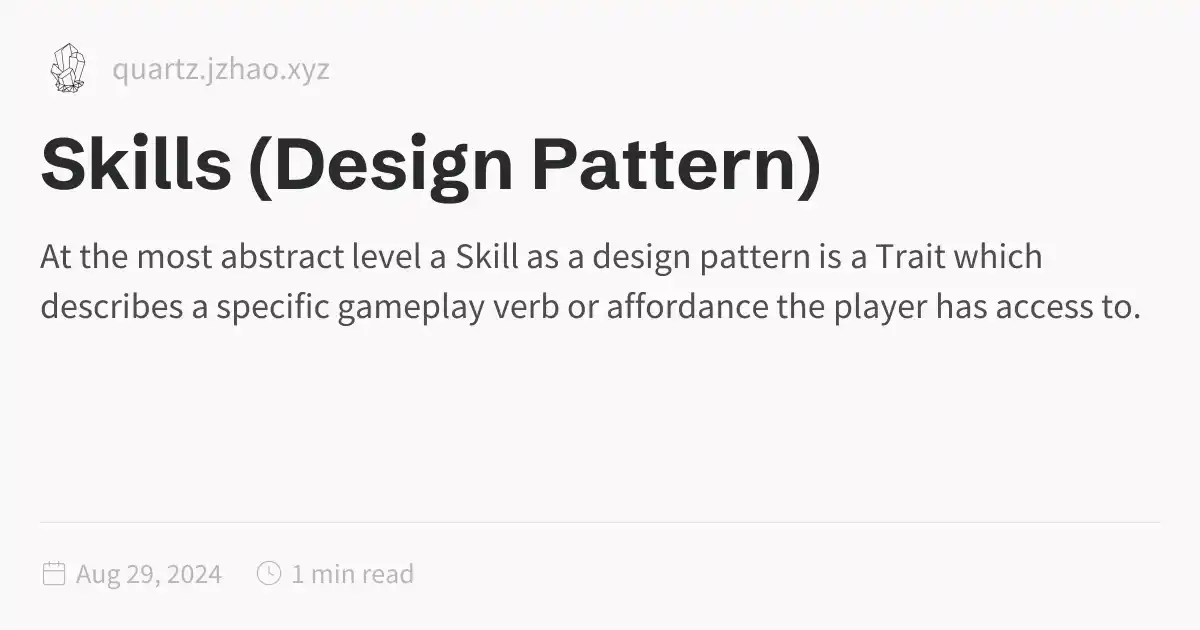 quartz.jzhao.xyz
Skills (Design Pattern)
At the most abstract level a Skill as a design pattern is a Trait which
describes a specific gameplay verb or affordance the player has access to.
Aug 29, 2024 1 min read